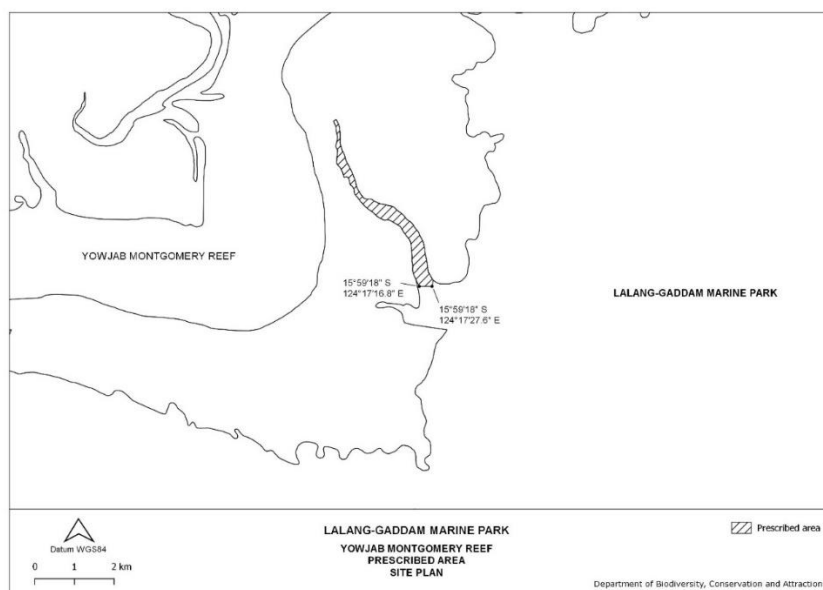 YOWJAB MONTGOMERY REEF
15°59'18" S
124°17'16.8" E
15°59'18" S
124°17'27.6" E
LALANG-GADDAM MARINE PARK
Datum WGS84
0 1 2 km
LALANG-GADDAM MARINE PARK
YOWJAB MONTGOMERY REEF
PRESCRIBED AREA
SITE PLAN
Prescribed area
Department of Biodiversity, Conservation and Attraction